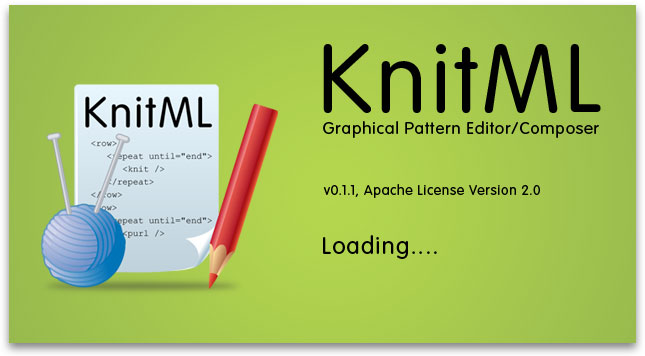 KnitML
Graphical Pattern Editor/Composer
v0.1.1, Apache License Version 2.0
Loading....
KnitML
<row>
<repeat until="end">
<knit />
</repeat>
</row>
epeat until="end">
<purl />